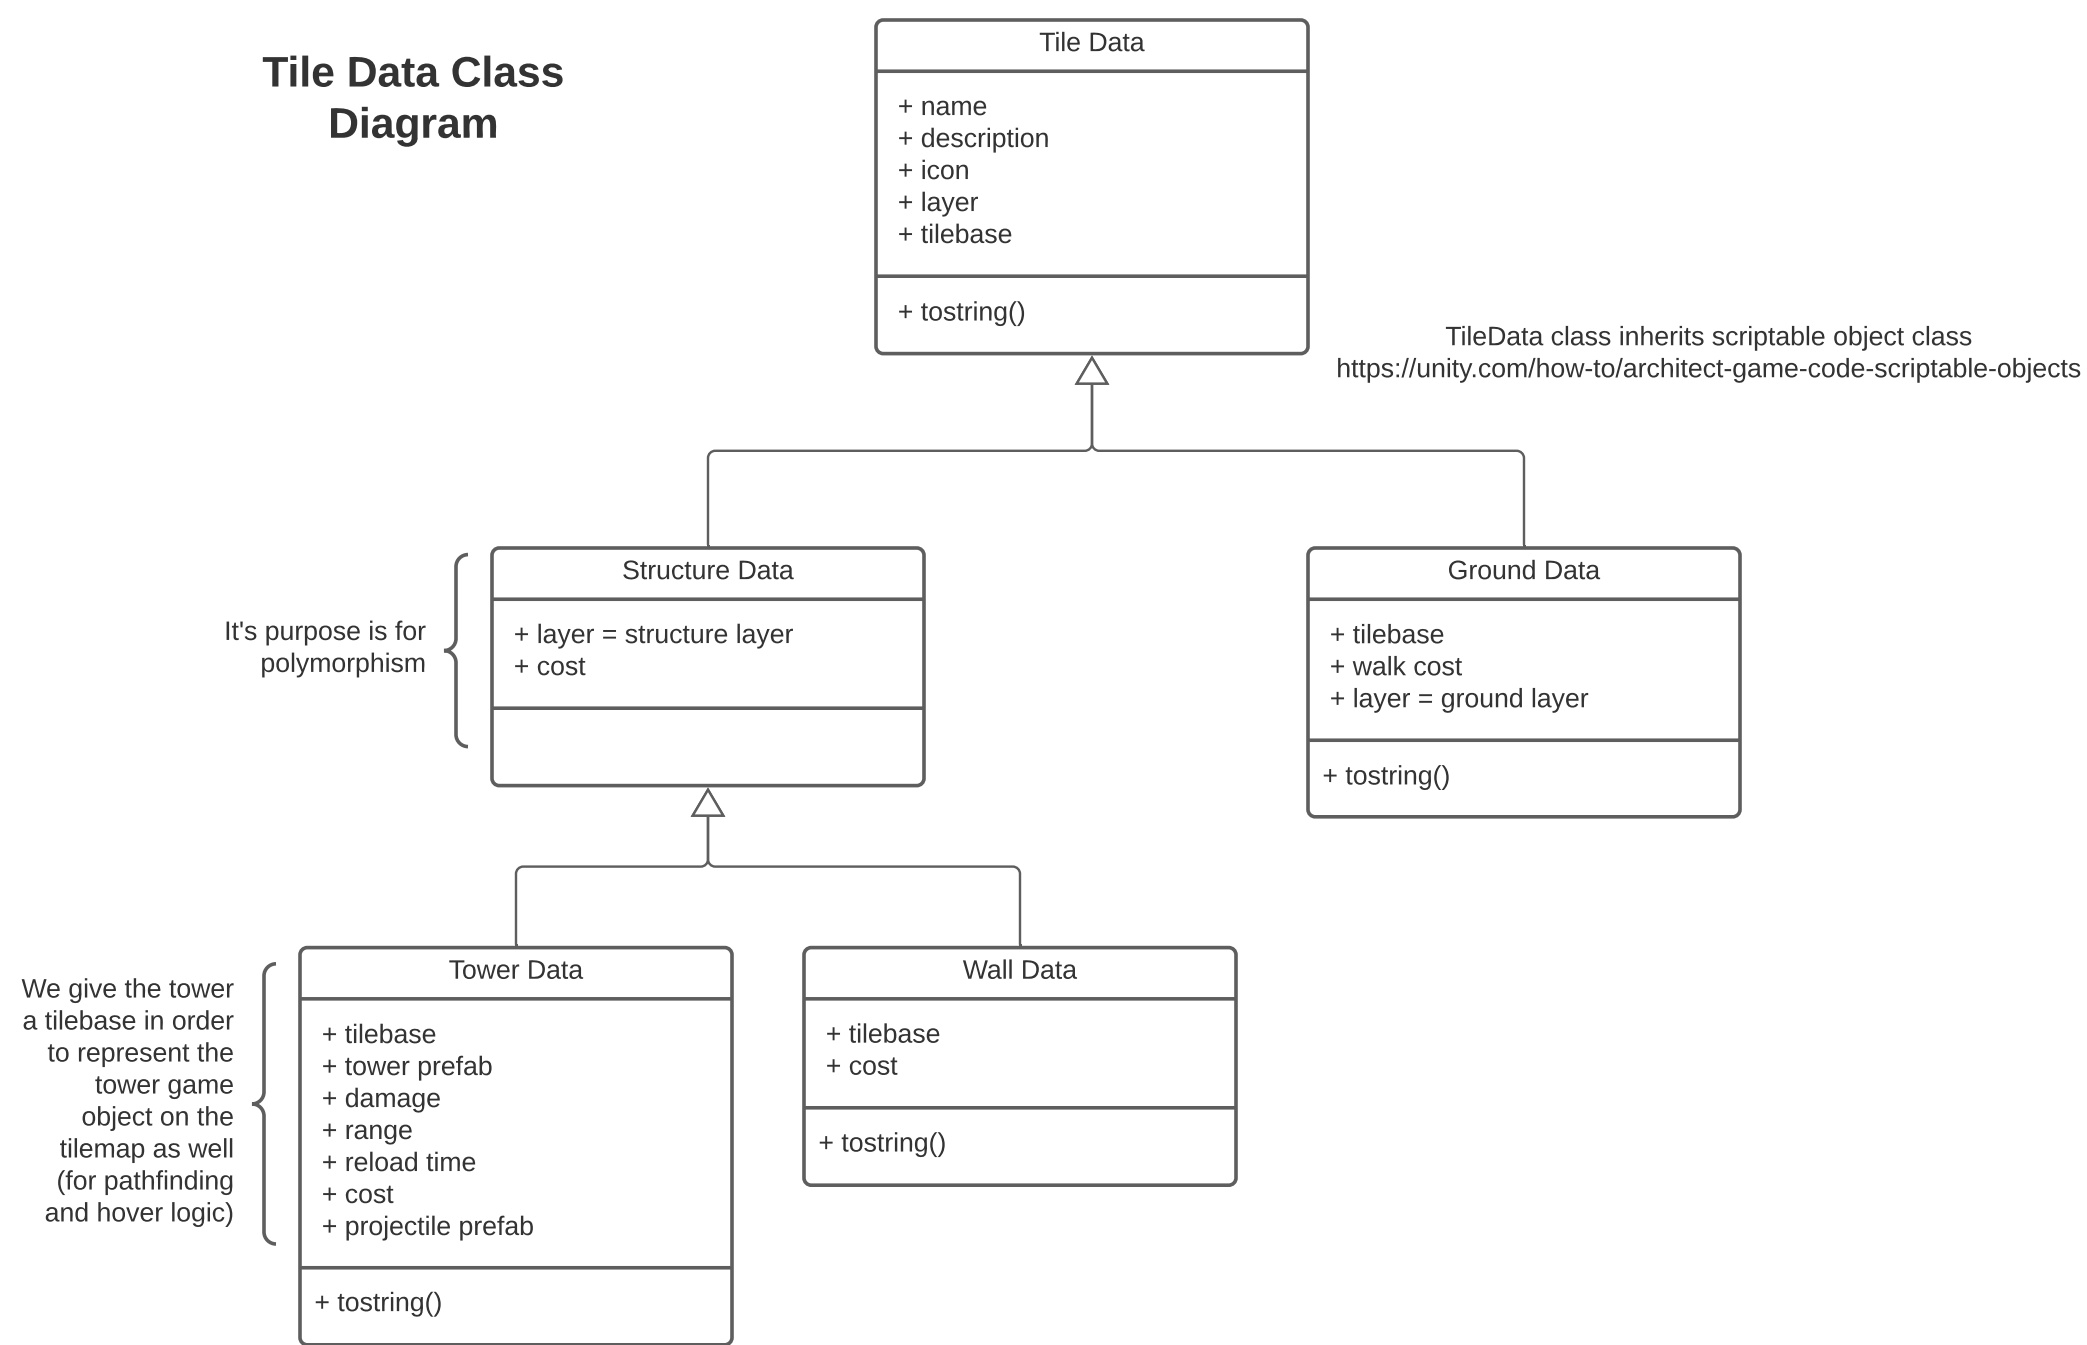 Tile Data Class
Diagram
Tile Data
+ name
+ description
+ icon
+ layer
+ tilebase
+ tostring()
TileData class inherits scriptable object class
https://unity.com/how-to/architect-game-code-scriptable-objects
It's purpose is for
polymorphism
Structure Data
+ layer = structure layer
+ cost
Ground Data
+ tilebase
+ walk cost
+ layer = ground layer
+ tostring()
We give the tower
a tilebase in order
to represent the
tower game
object on the
tilemap as well
(for pathfinding
and hover logic)
Tower Data
+ tilebase
+ tower prefab
+ damage
+ range
+ reload time
+ cost
+ projectile prefab
+ tostring()
Wall Data
+ tilebase
+ cost
+ tostring()